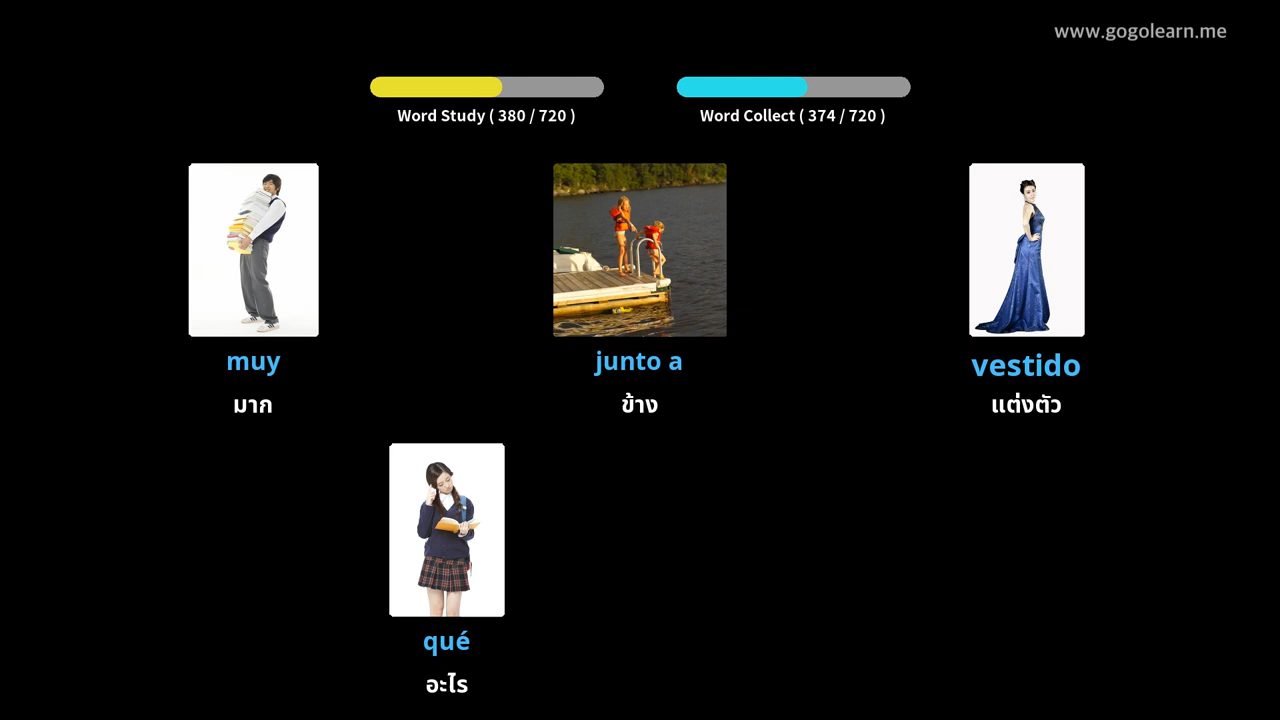 www.gogolearn.me
Word Study ( 380 / 720 )
Word Collect ( 374 / 720 )
muy
junto a
vestido
มาก
ข้าง
แต่งตัว
qué
อะไร